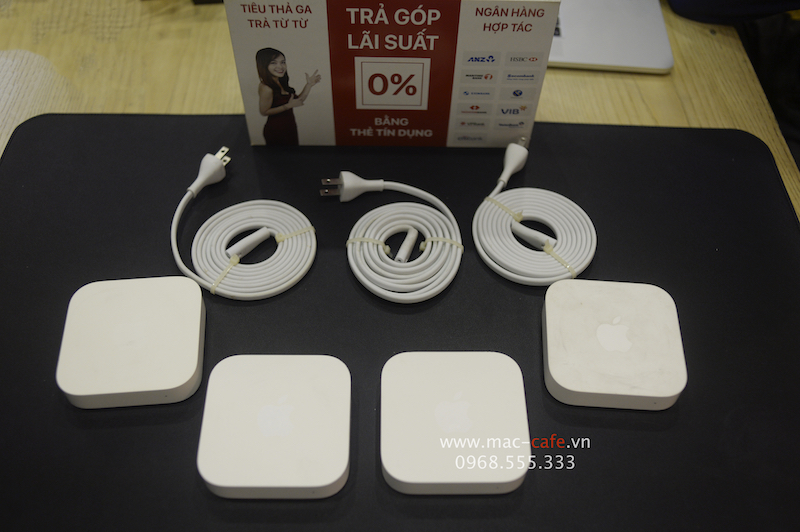 TIÊU THẢ GA
TRẢ TỪ TỪ
TRẢ GÓP
LÃI SUẤT
0%
BẰNG
THẺ TÍN DỤNG
NGÂN HÀNG
HỢP TÁC
ANZ
HSBC
VIB
www.mac-cafe.vn
0968.555.333